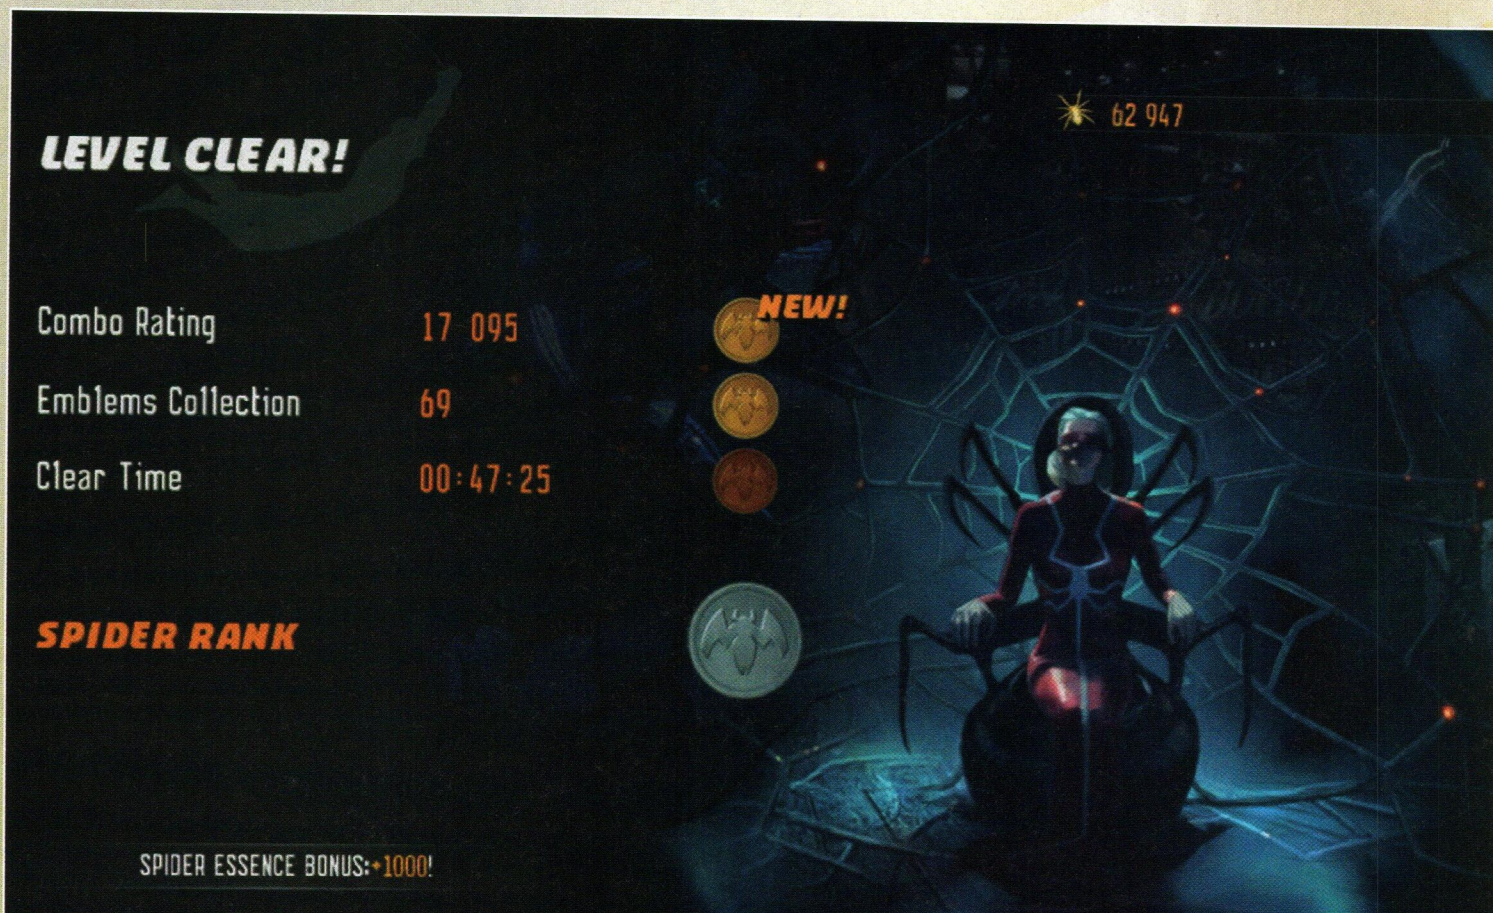 62 947
LEVEL CLEAR!
NEW!
Combo Rating 17 095
Emblems Collection 69
Clear Time 00:47:25
SPIDER RANK
SPIDER ESSENCE BONUS:+1000!